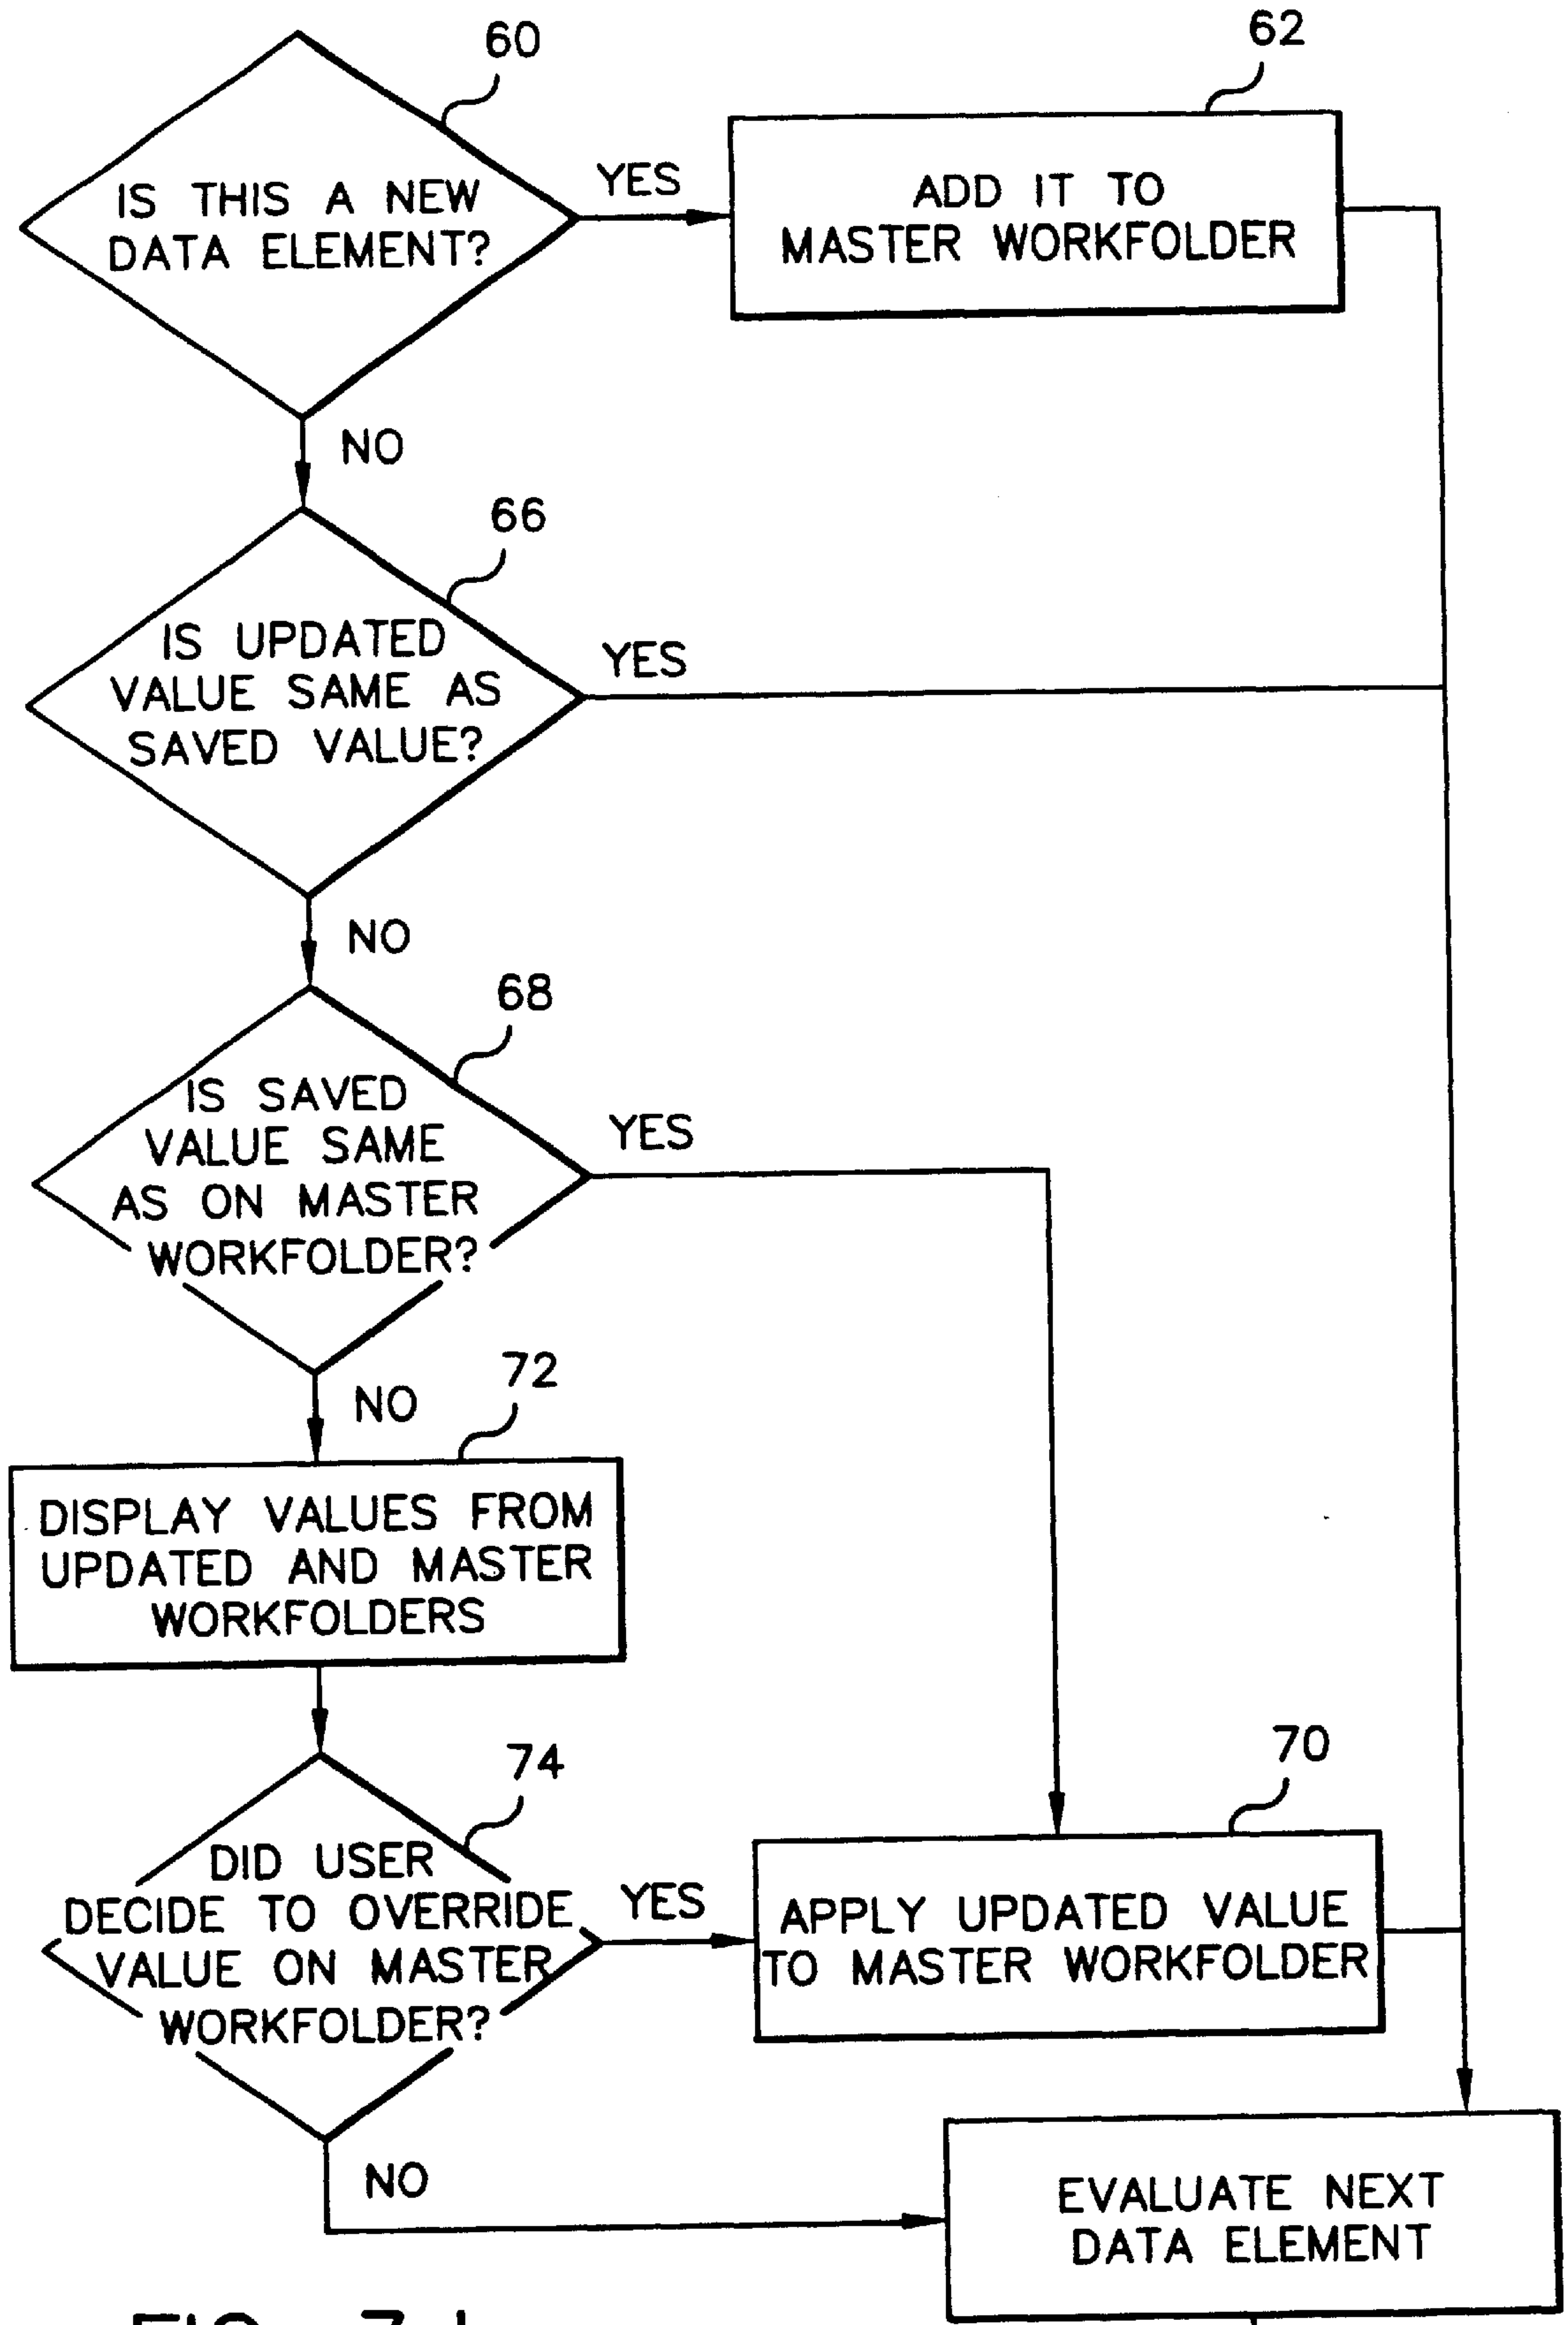 60
62
IS THIS A NEW
DATA ELEMENT?
YES
ADD IT TO
MASTER WORKFOLDER
NO
66
IS UPDATED
VALUE SAME AS
SAVED VALUE?
YES
NO
68
IS SAVED
VALUE SAME
AS ON MASTER
WORKFOLDER?
YES
NO
72
DISPLAY VALUES FROM
UPDATED AND MASTER
WORKFOLDERS
74
70
DID USER
DECIDE TO OVERRIDE
VALUE ON MASTER
WORKFOLDER?
YES
APPLY UPDATED VALUE
TO MASTER WORKFOLDER
NO
EVALUATE NEXT
DATA ELEMENT